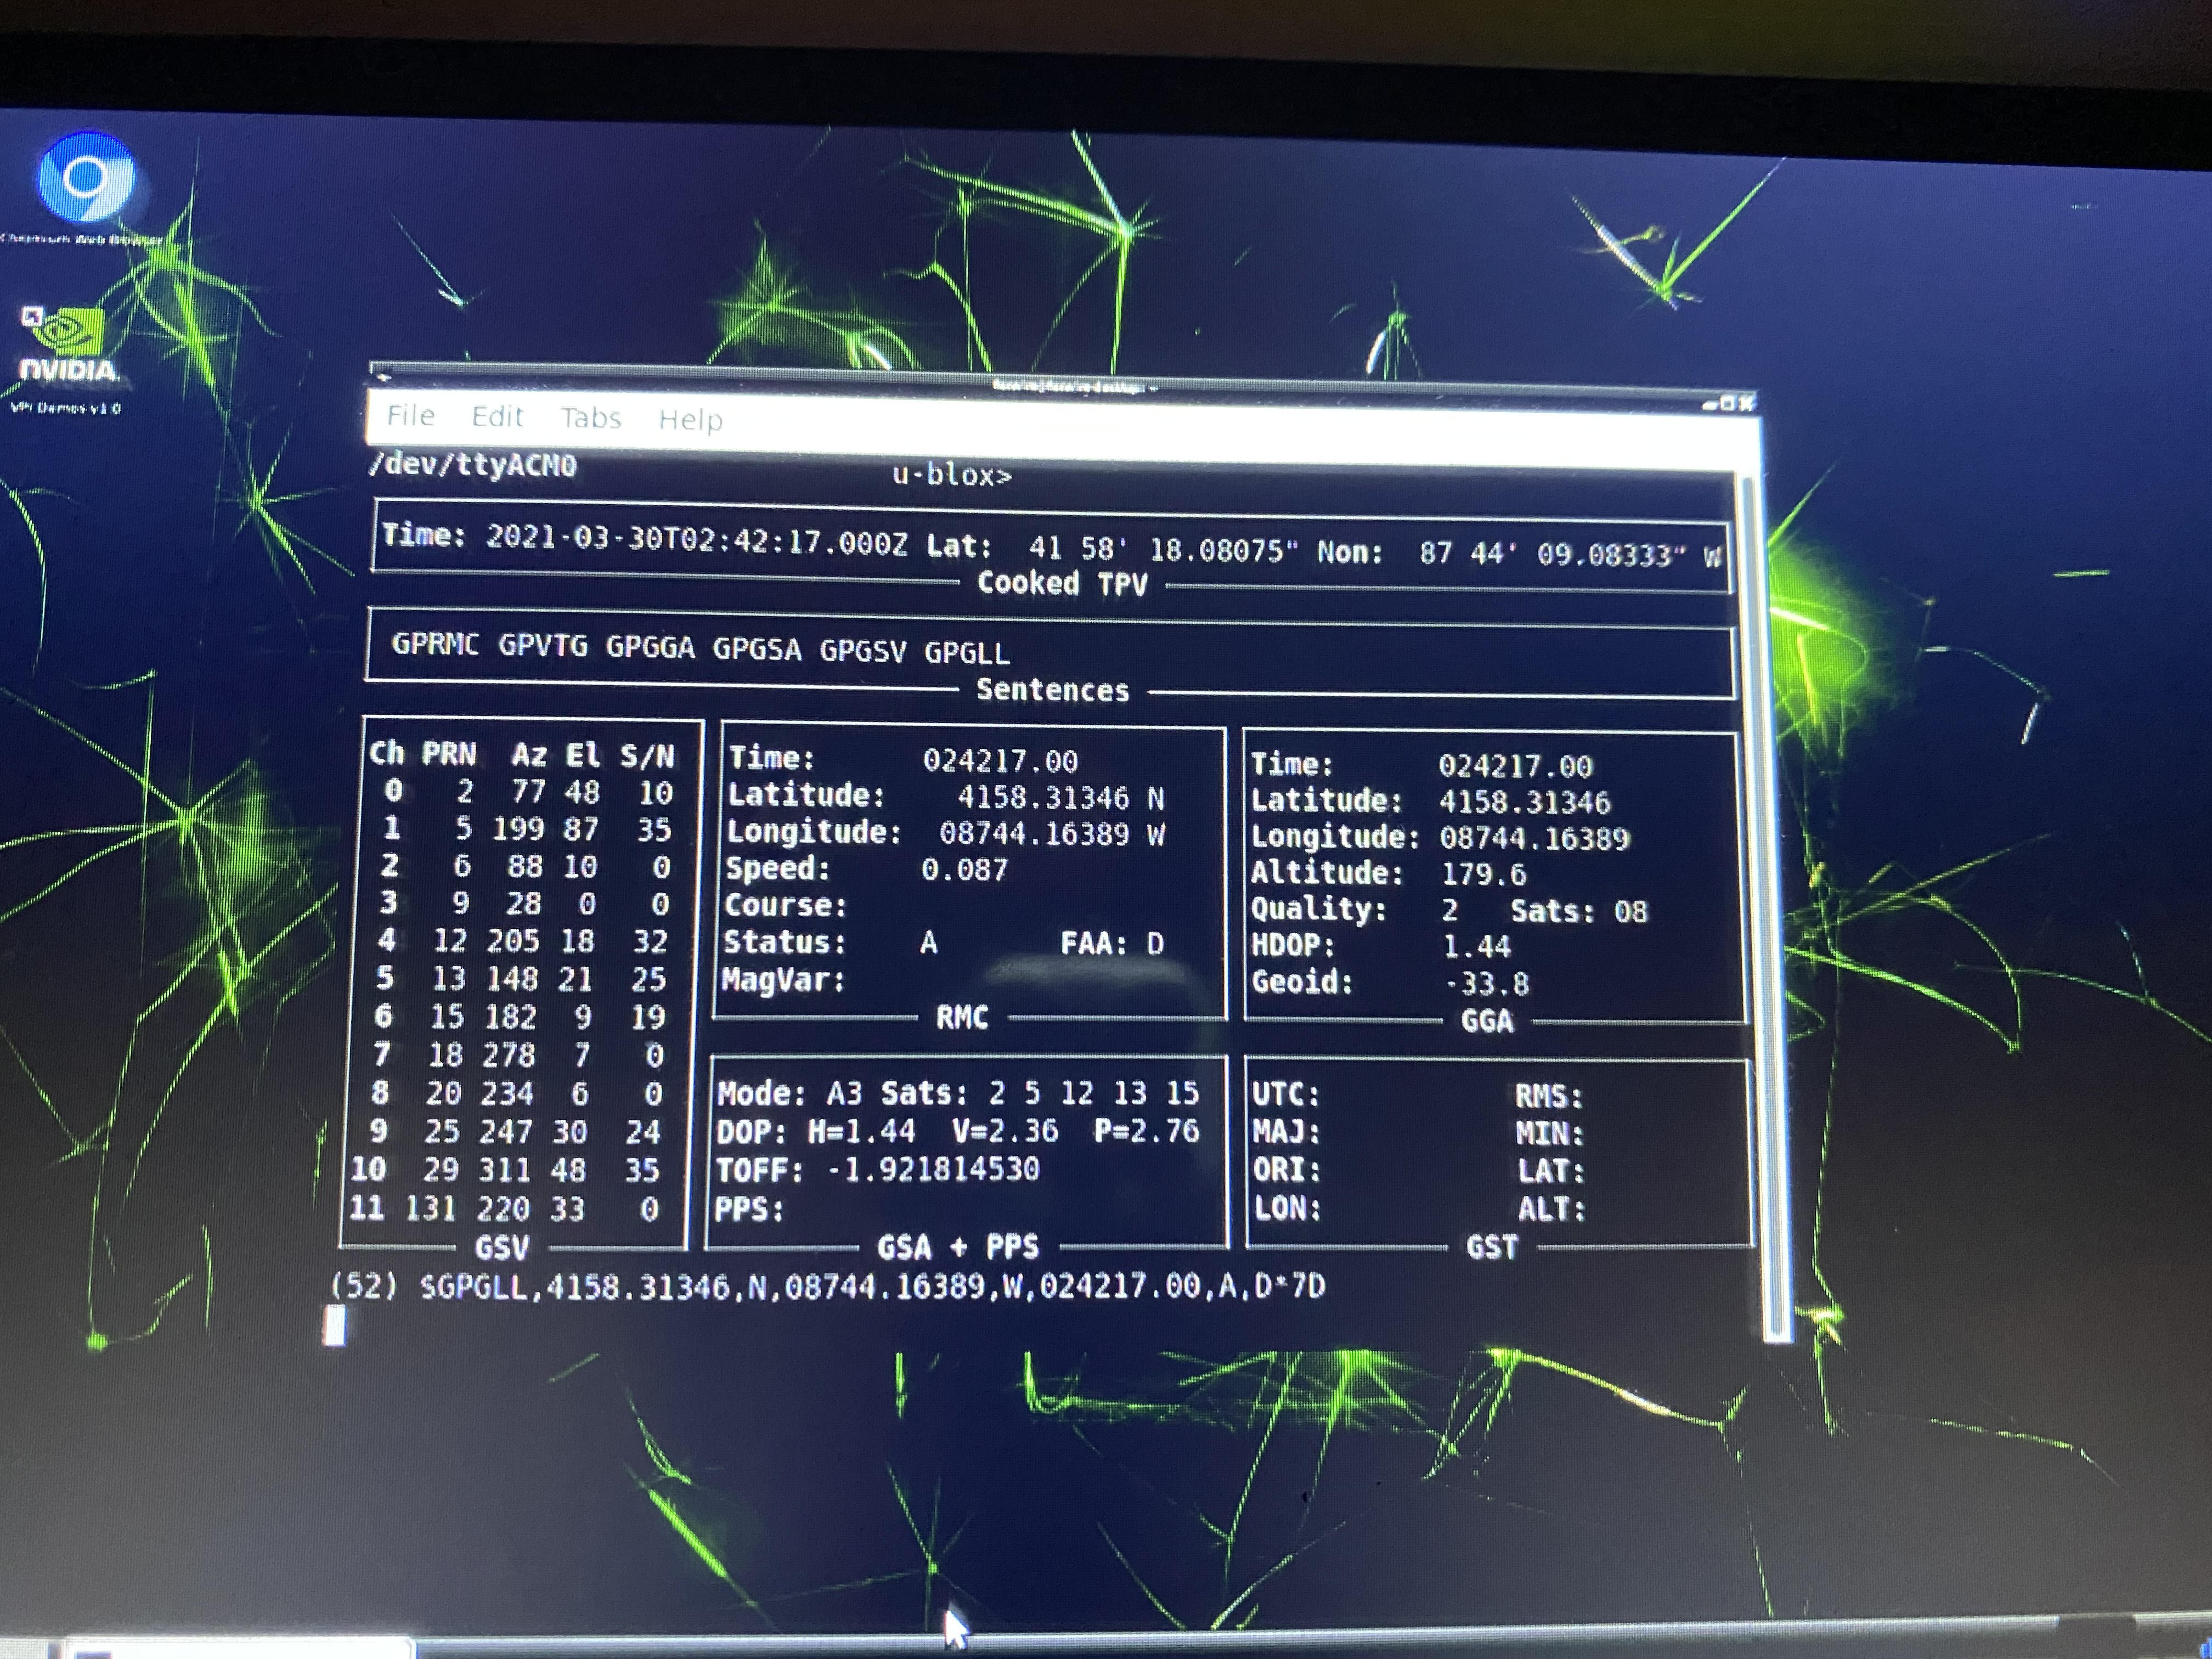 NVIDIA.
File Edit Tabs Help
/dev/ttyACM0 u-blox>
Time: 2021-03-30T02:42:17.000Z Lat: 41 58' 18.08075" Non: 87 44' 09.08333" W
Cooked TPV
GPRMC GPVTG GPGGA GPGSA GPGSV GPGLL
Sentences
Ch PRN Az El S/N
0 2 77 48 10
1 5 199 87 35
2 6 88 10 0
3 9 28 0 0
4 12 205 18 32
5 13 148 21 25
6 15 182 9 19
7 18 278 7 0
8 20 234 6 0
9 25 247 30 24
10 29 311 48 35
11 131 220 33 0
GSV
Time: 024217.00
Latitude: 4158.31346 N
Longitude: 08744.16389 W
Speed: 0.087
Course:
Status: A FAA: D
MagVar:
RMC
Time: 024217.00
Latitude: 4158.31346
Longitude: 08744.16389
Altitude: 179.6
Quality: 2 Sats: 08
HDOP: 1.44
Geoid: -33.8
GGA
Mode: A3 Sats: 2 5 12 13 15
DOP: H=1.44 V=2.36 P=2.76
TOFF: -1.921814530
PPS:
GSA + PPS
UTC: RMS:
MAJ: MIN:
ORI: LAT:
LON: ALT:
GST
(52) $GPGLL,4158.31346,N,08744.16389,W,024217.00,A,D*7D